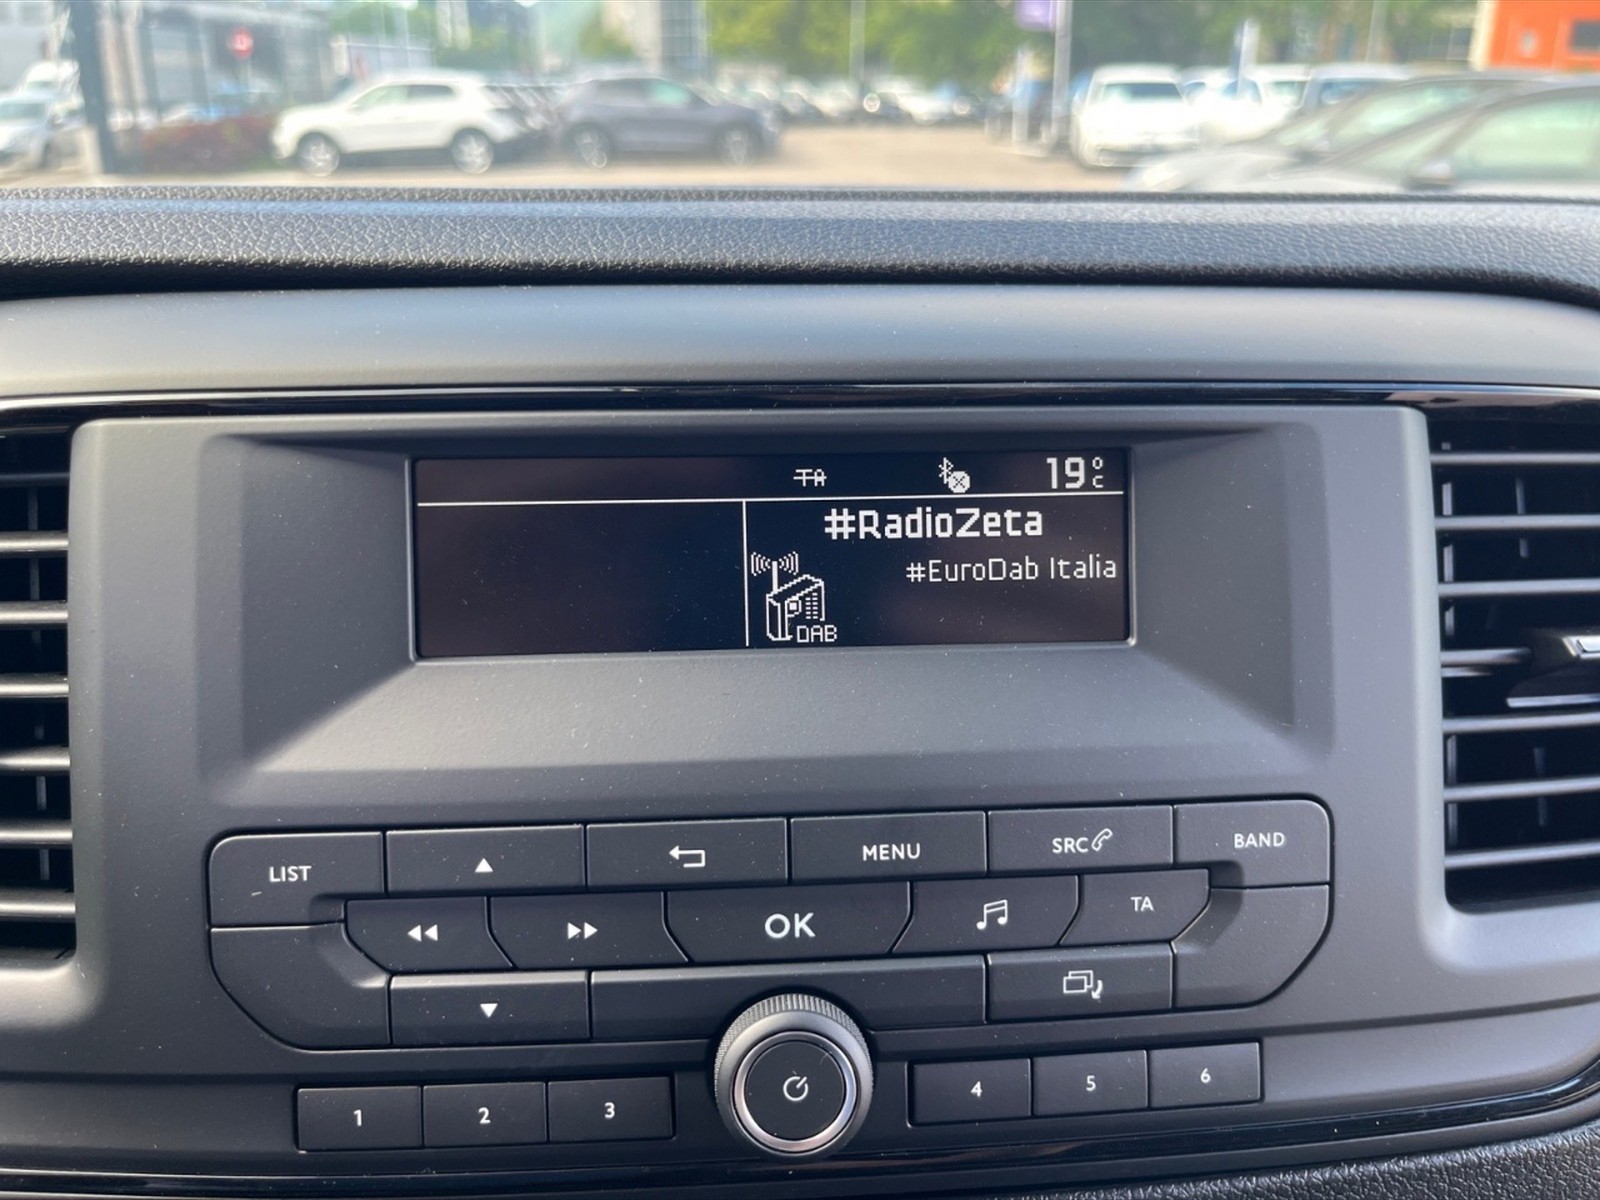 TA 19°C
#RadioZeta
#EuroDab Italia
DAB
LIST MENU SRC BAND
OK TA
1 2 3 4 5 6